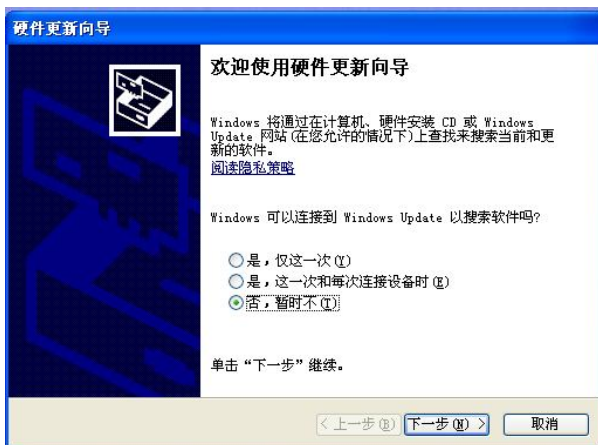 硬件更新向导
欢迎使用硬件更新向导
Windows 将通过在计算机、硬件安装 CD 或 Windows
Update 网站(在您允许的情况下)上查找来搜索当前和更
新的软件。
阅读隐私策略
Windows 可以连接到 Windows Update 以搜索软件吗?
是，仅这一次(Y)
是，这一次和每次连接设备时(E)
否，暂时不(T)
单击“下一步”继续。
< 上一步(B) 下一步(N) > 取消